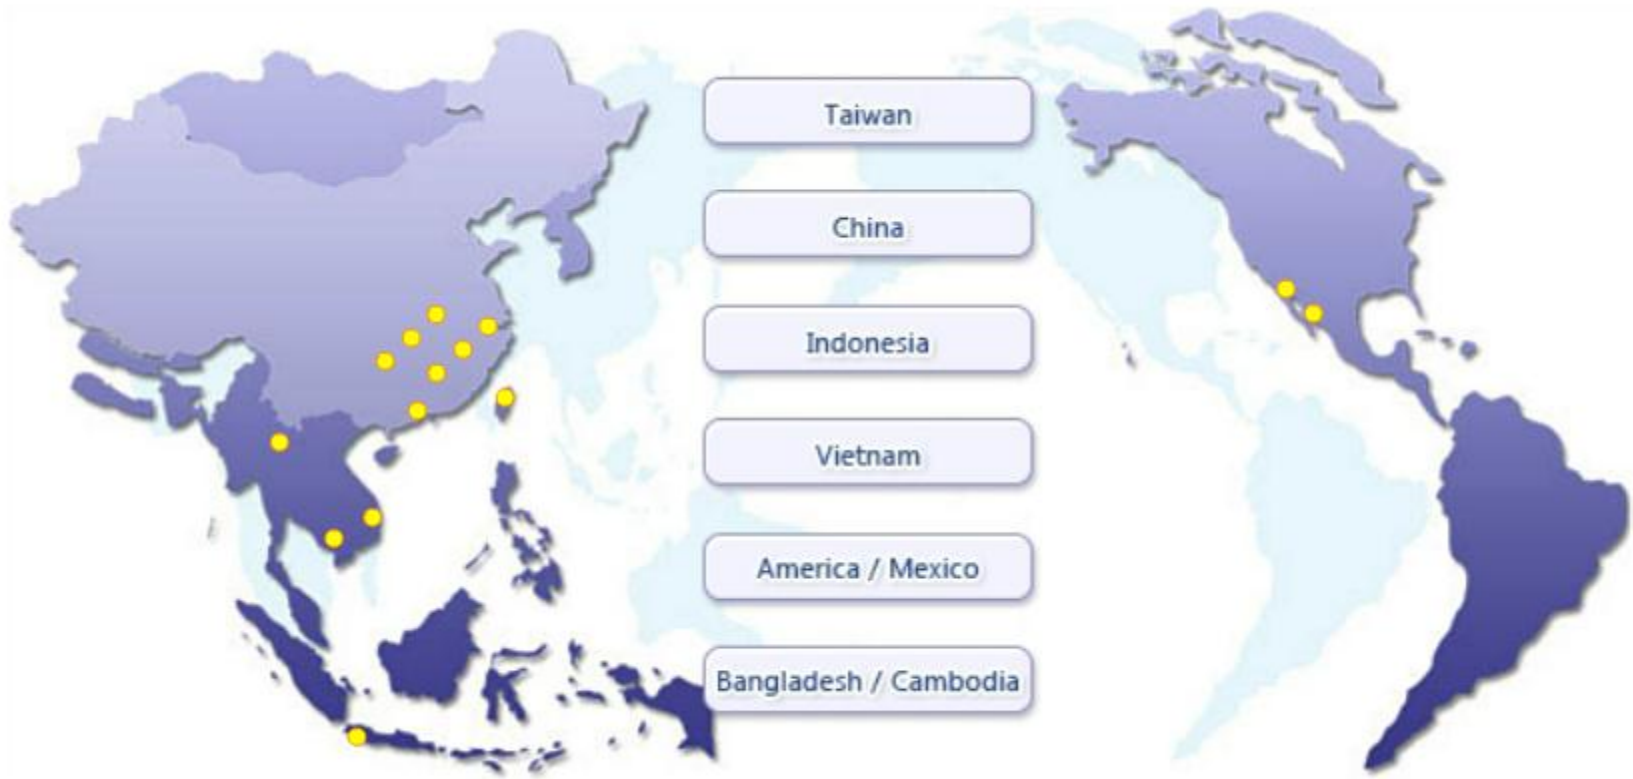 Taiwan
China
Indonesia
Vietnam
America / Mexico
Bangladesh / Cambodia